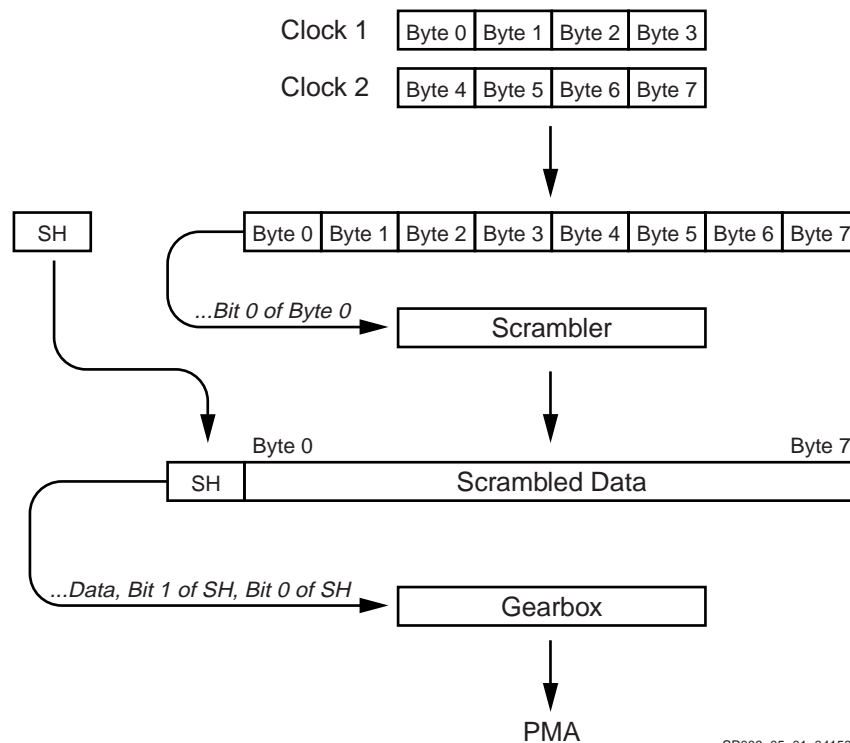 Clock 1 Byte 0 Byte 1 Byte 2 Byte 3
Clock 2 Byte 4 Byte 5 Byte 6 Byte 7
SH Byte 0 Byte 1 Byte 2 Byte 3 Byte 4 Byte 5 Byte 6 Byte 7
...Bit 0 of Byte 0
Scrambler
Byte 0 Byte 7
SH Scrambled Data
...Data, Bit 1 of SH, Bit 0 of SH
Gearbox
PMA